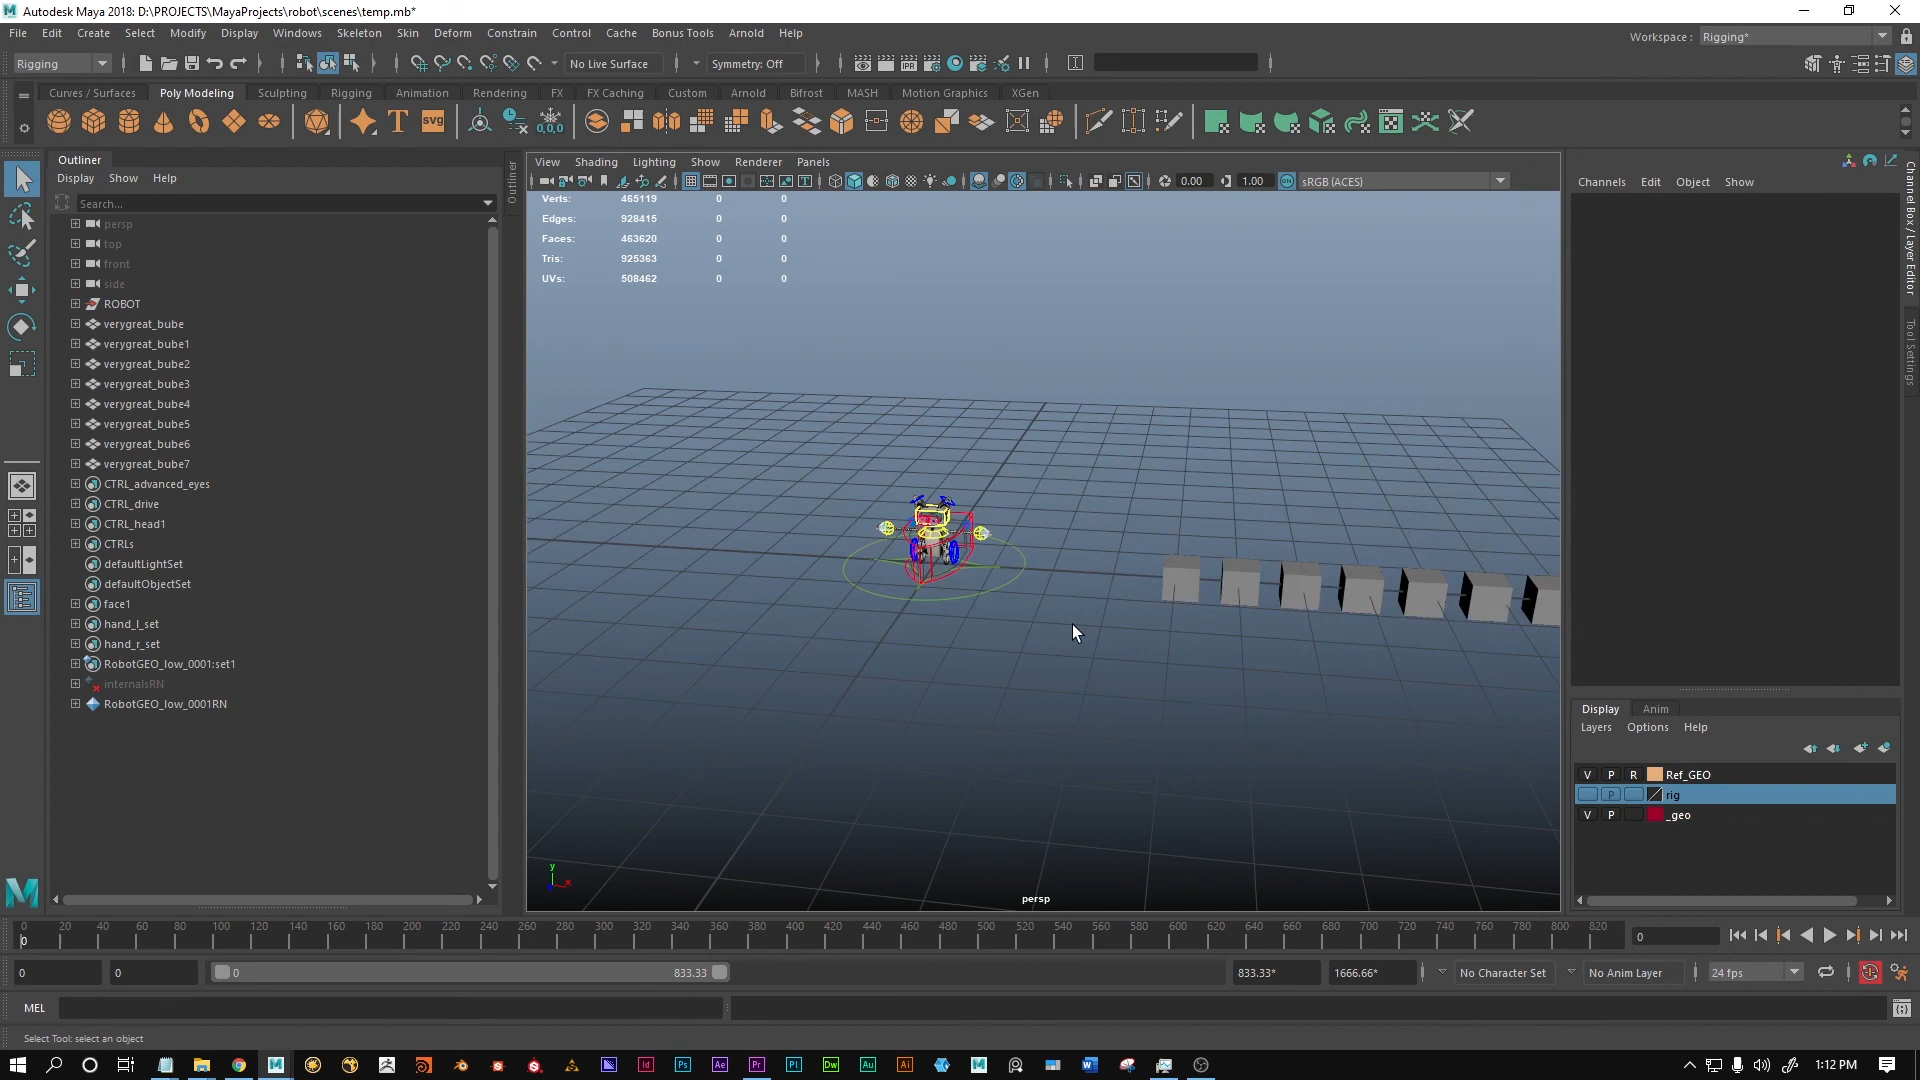 Autodesk Maya 2018: D:\PROJECTS\MayaProjects\robot\scenes\temp.mb*
File Edit Create Select Modify Display Windows Skeleton Skin Deform Constrain Control Cache Bonus Tools Arnold Help
Workspace : Rigging*
Rigging No Live Surface Symmetry: Off
Curves / Surfaces Poly Modeling Sculpting Rigging Animation Rendering FX FX Caching Custom Arnold Bifrost MASH Motion Graphics XGen
Outliner
Display Show Help
Search...
persp
top
front
side
ROBOT
verygreat_bube
verygreat_bube1
verygreat_bube2
verygreat_bube3
verygreat_bube4
verygreat_bube5
verygreat_bube6
verygreat_bube7
CTRL_advanced_eyes
CTRL_drive
CTRL_head1
CTRLs
defaultLightSet
defaultObjectSet
face1
hand_l_set
hand_r_set
RobotGEO_low_0001:set1
internalsRN
RobotGEO_low_0001RN
Outliner
View Shading Lighting Show Renderer Panels
0.00 1.00 sRGB (ACES)
Verts: 465119 0 0
Edges: 928415 0 0
Faces: 463620 0 0
Tris: 925363 0 0
UVs: 508462 0 0
y
x
persp
Channels Edit Object Show
Channel Box / Layer Editor
Tool Settings
Display Anim
Layers Options Help
V P R Ref_GEO
P rig
V P _geo
0 20 40 60 80 100 120 140 160 180 200 220 240 260 280 300 320 340 360 380 400 420 440 460 480 500 520 540 560 580 600 620 640 660 680 700 720 740 760 780 800 820
0
0
0 0 0 833.33 833.33* 1666.66* No Character Set No Anim Layer 24 fps
MEL
Select Tool: select an object
1:12 PM